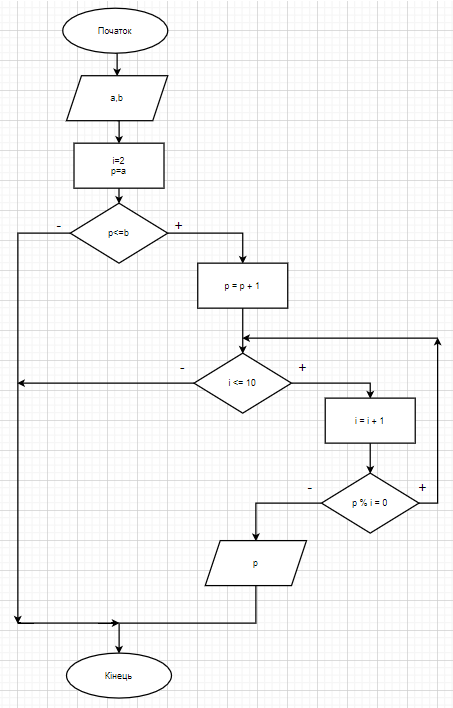 Початок
a,b
i=2
p=a
p<=b
-
+
p = p + 1
i <= 10
-
+
i = i + 1
p % i = 0
-
+
p
Кінець